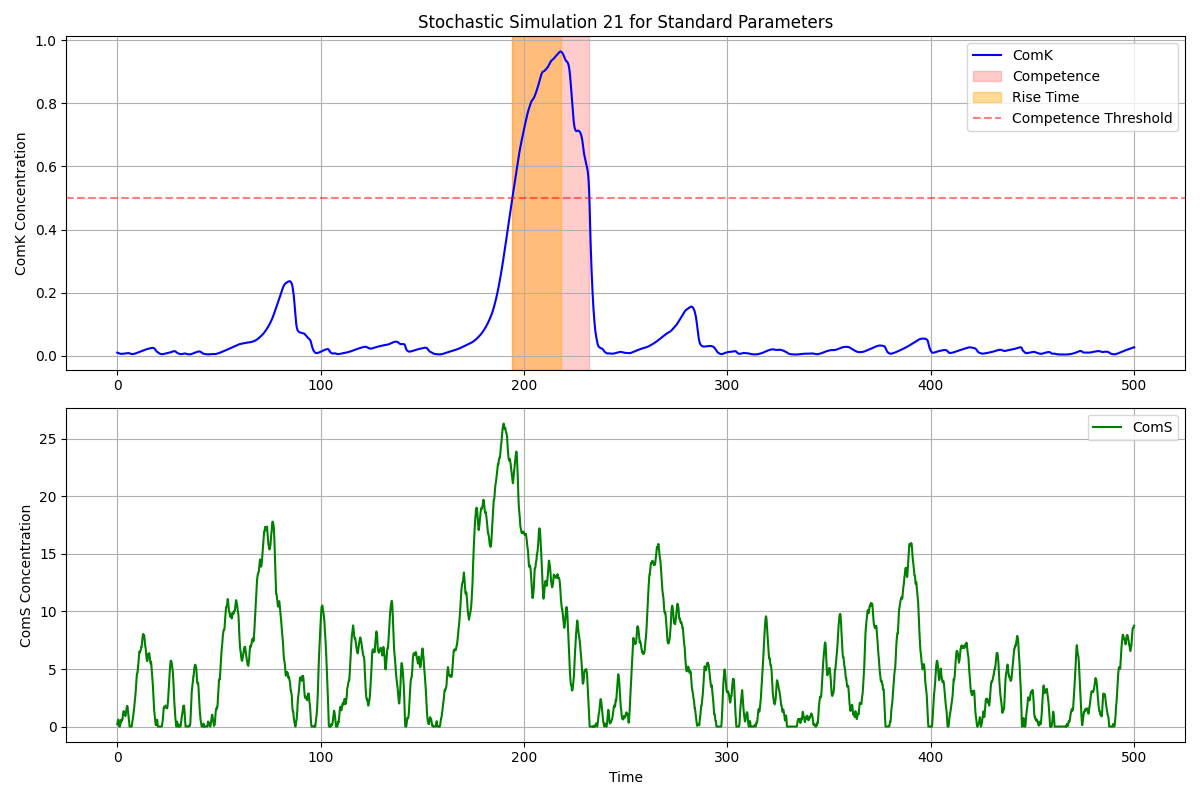 Stochastic Simulation 21 for Standard Parameters
ComK Concentration
1.0
0.8
0.6
0.4
0.2
0.0
ComK
Competence
Rise Time
Competence Threshold
0 100 200 300 400 500
ComS Concentration
25
20
15
10
5
0
ComS
0 100 200 300 400 500
Time